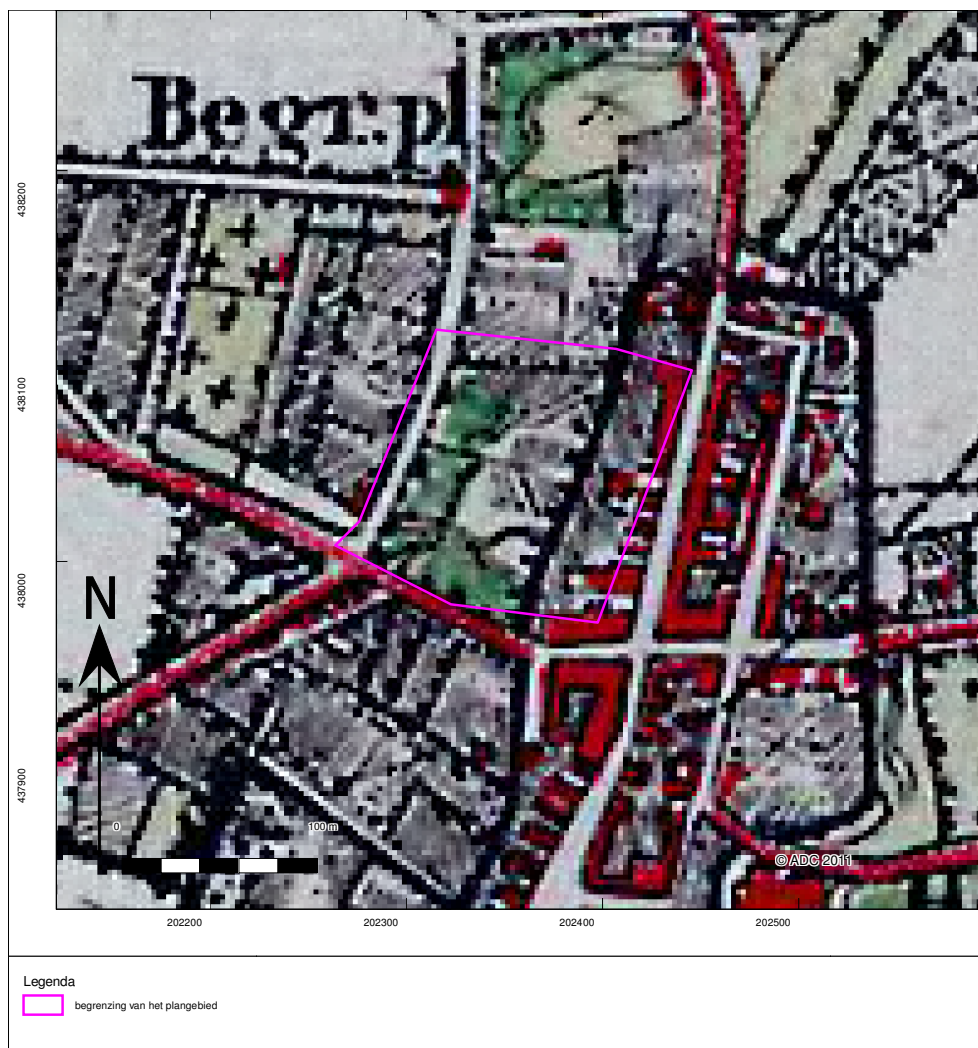 Begr. pl
438200
438100
438000
437900
N
0 100 m
© ADC 2011
202200 202300 202400 202500
Legenda
begrenzing van het plangebied